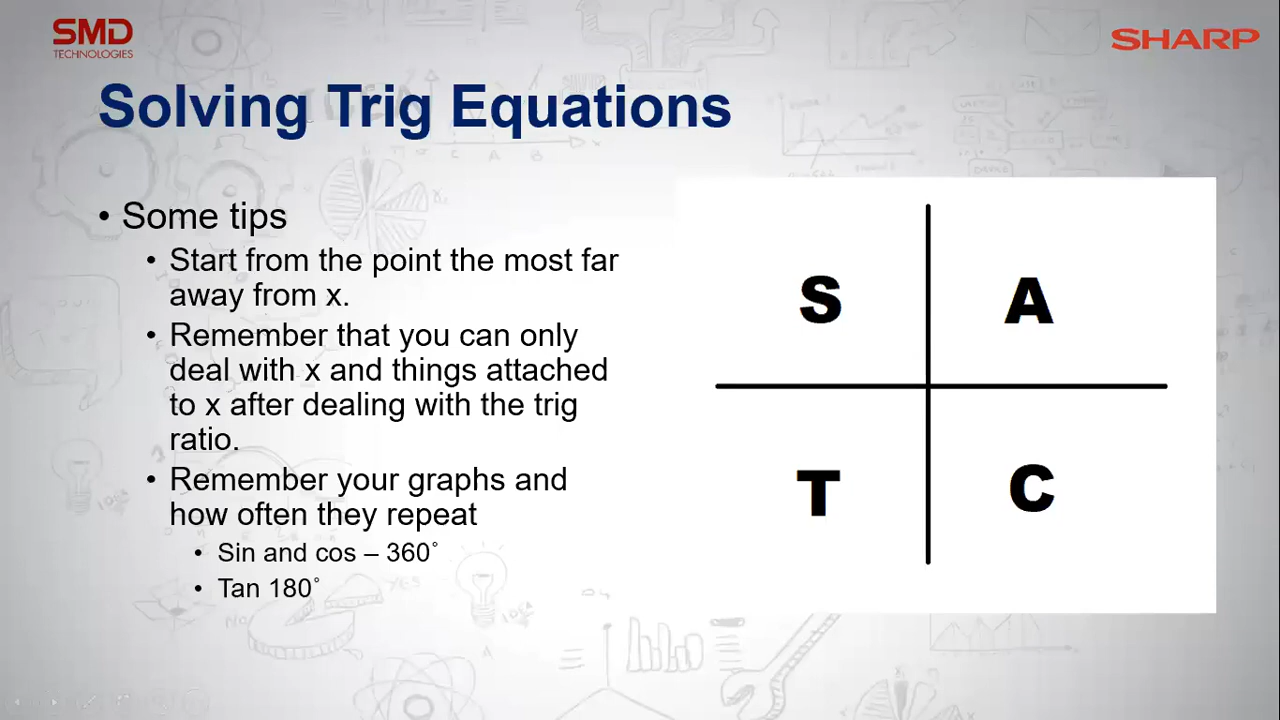 SMD
TECHNOLOGIES
SHARP
Solving Trig Equations
• Some tips
• Start from the point the most far
away from x.
• Remember that you can only
deal with x and things attached
to x after dealing with the trig
ratio.
• Remember your graphs and
how often they repeat
• Sin and cos – 360˚
• Tan 180˚
S
A
T
C